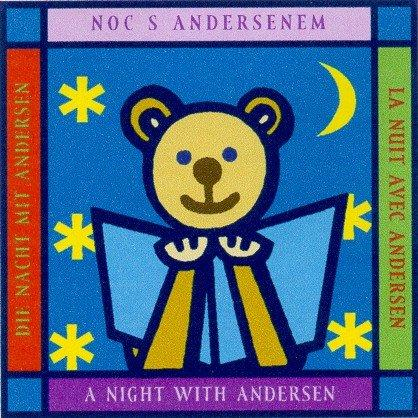 NOC S ANDERSENEM
DIE NACHT MIT ANDERSEN
LA NUIT AVEC ANDERSEN
A NIGHT WITH ANDERSEN